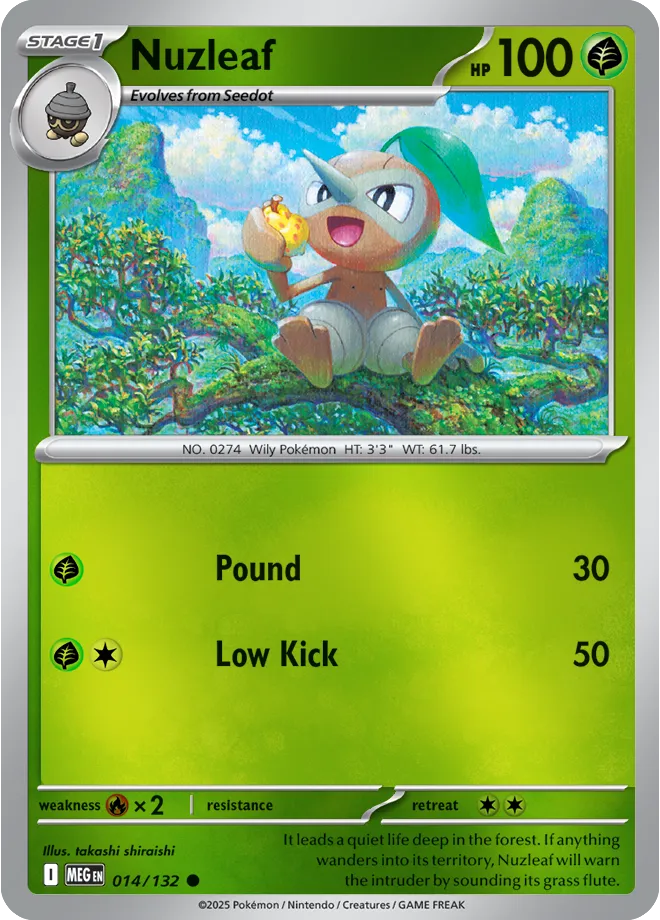 STAGE1
Nuzleaf
HP 100
Evolves from Seedot
NO. 0274 Wily Pokémon HT: 3'3" WT: 61.7 lbs.
Pound 30
Low Kick 50
weakness ×2 resistance retreat
Illus. takashi shiraishi
It leads a quiet life deep in the forest. If anything
wanders into its territory, Nuzleaf will warn
the intruder by sounding its grass flute.
I MEG EN 014/132
©2025 Pokémon / Nintendo / Creatures / GAME FREAK